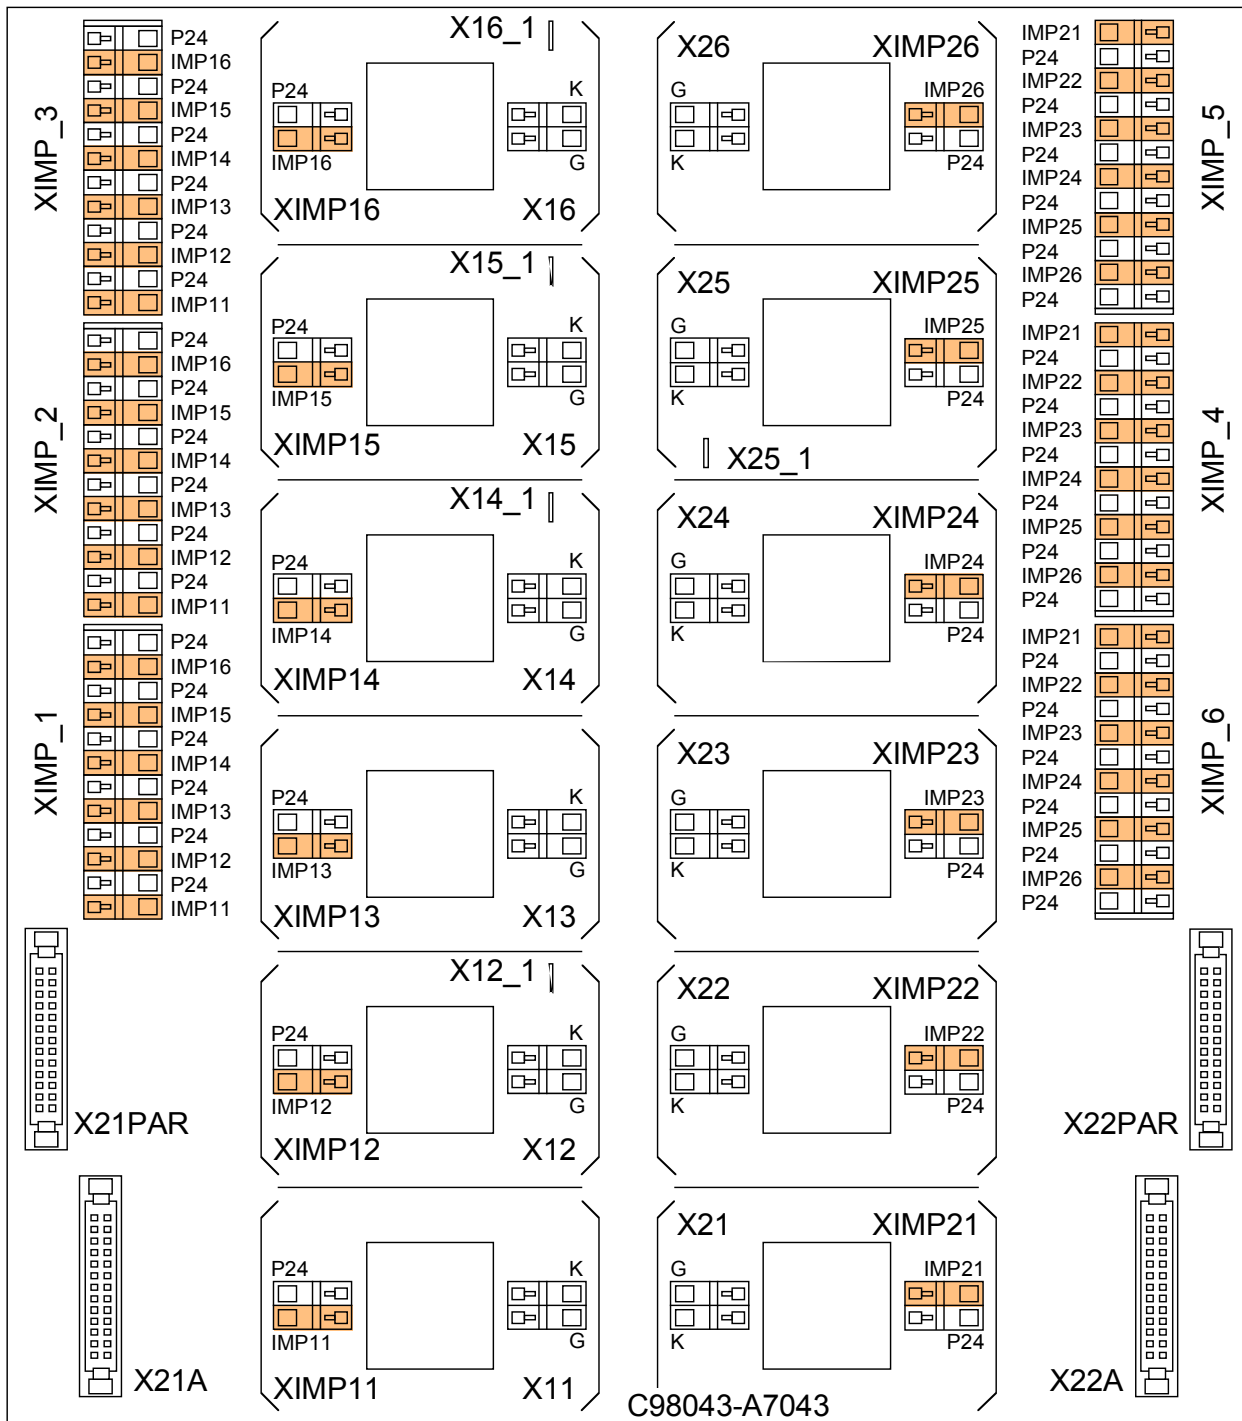 XIMP_3
P24
IMP16
P24
IMP15
P24
IMP14
P24
IMP13
P24
IMP12
P24
IMP11
XIMP_2
P24
IMP16
P24
IMP15
P24
IMP14
P24
IMP13
P24
IMP12
P24
IMP11
XIMP_1
P24
IMP16
P24
IMP15
P24
IMP14
P24
IMP13
P24
IMP12
P24
IMP11
X21PAR
X21A
X16_1
P24
K
IMP16
G
XIMP16
X16
X15_1
P24
K
IMP15
G
XIMP15
X15
X14_1
P24
K
IMP14
G
XIMP14
X14
P24
K
IMP13
G
XIMP13
X13
X12_1
P24
K
IMP12
G
XIMP12
X12
P24
K
IMP11
G
XIMP11
X11
X26
XIMP26
G
IMP26
K
P24
X25
XIMP25
G
IMP25
K
P24
X25_1
X24
XIMP24
G
IMP24
K
P24
X23
XIMP23
G
IMP23
K
P24
X22
XIMP22
G
IMP22
K
P24
X21
XIMP21
G
IMP21
K
P24
C98043-A7043
IMP21
P24
IMP22
P24
IMP23
P24
IMP24
P24
IMP25
P24
IMP26
P24
XIMP_5
IMP21
P24
IMP22
P24
IMP23
P24
IMP24
P24
IMP25
P24
IMP26
P24
XIMP_4
IMP21
P24
IMP22
P24
IMP23
P24
IMP24
P24
IMP25
P24
IMP26
P24
XIMP_6
X22PAR
X22A